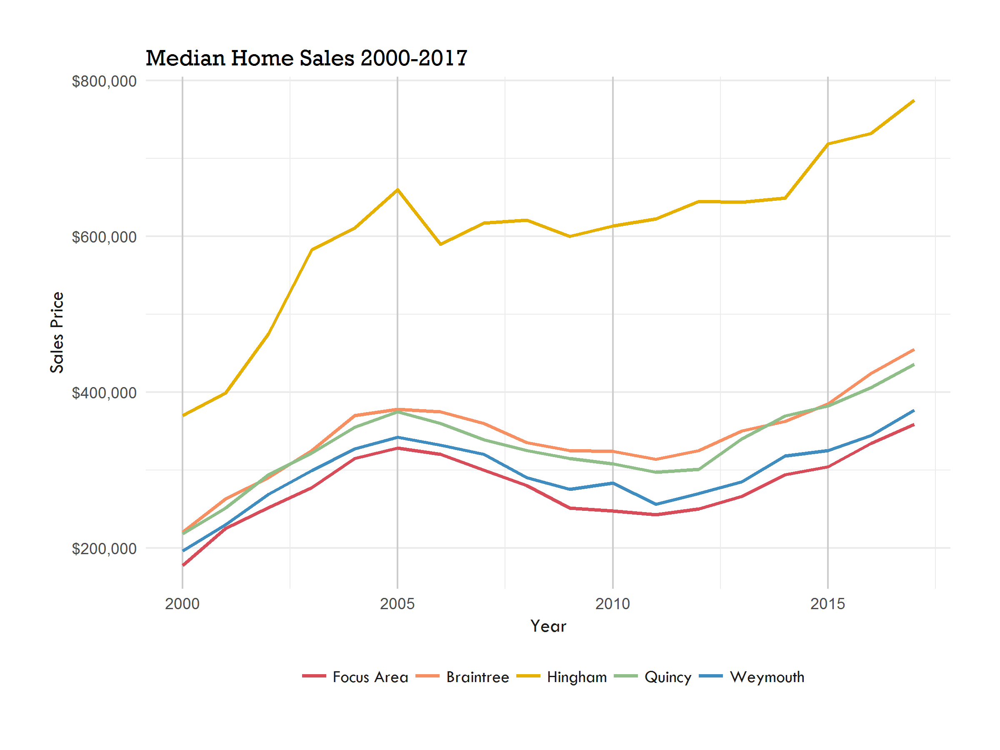 Median Home Sales 2000-2017
$800,000
$600,000
$400,000
$200,000
Sales Price
2000 2005 2010 2015
Year
Focus Area Braintree Hingham Quincy Weymouth